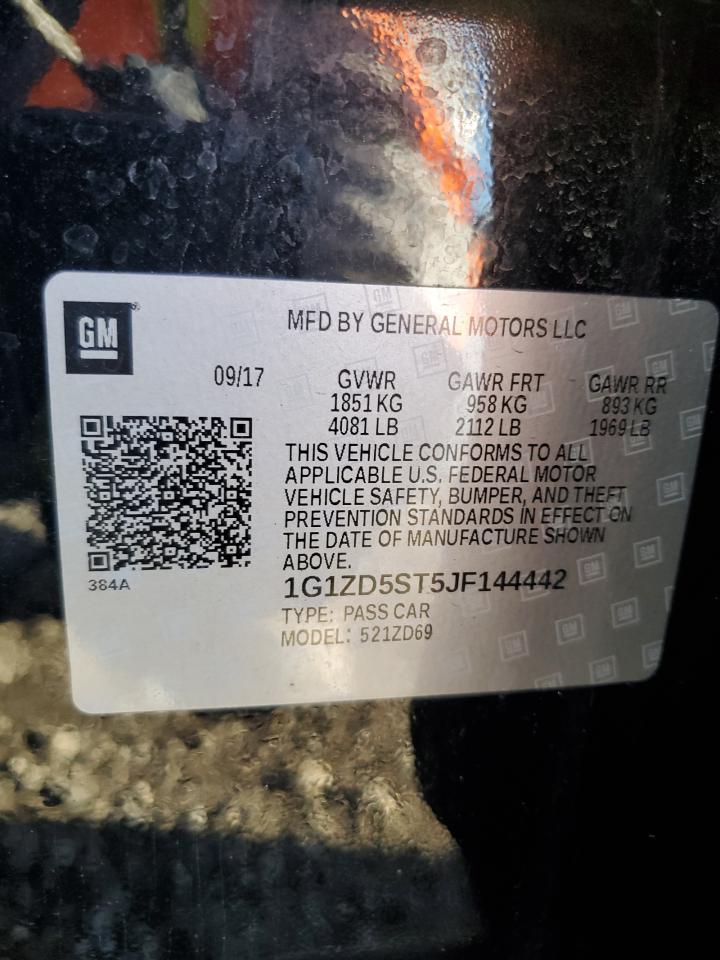 GM
MFD BY GENERAL MOTORS LLC
09/17 GVWR GAWR FRT GAWR RR
1851 KG 958 KG 893 KG
4081 LB 2112 LB 1969 LB
THIS VEHICLE CONFORMS TO ALL
APPLICABLE U.S. FEDERAL MOTOR
VEHICLE SAFETY, BUMPER, AND THEFT
PREVENTION STANDARDS IN EFFECT ON
THE DATE OF MANUFACTURE SHOWN
ABOVE.
384A
1G1ZD5ST5JF144442
TYPE: PASS CAR
MODEL: 521ZD69